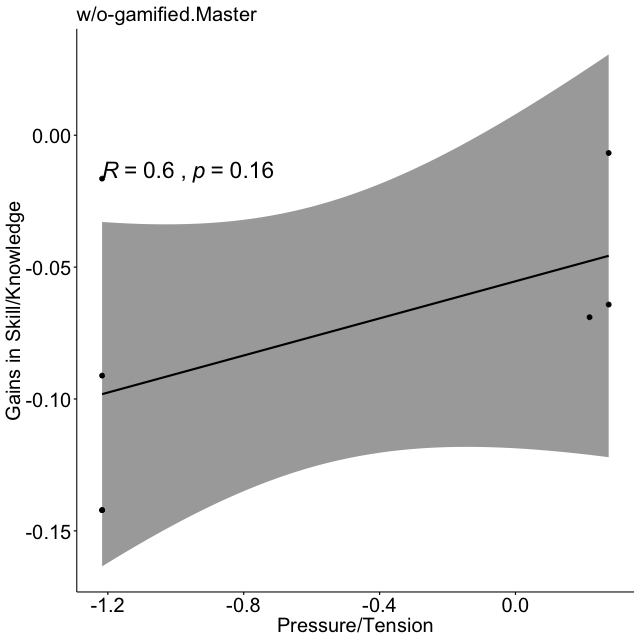 w/o-gamified.Master
R = 0.6 , p = 0.16
Gains in Skill/Knowledge
0.00
-0.05
-0.10
-0.15
-1.2 -0.8 -0.4 0.0
Pressure/Tension